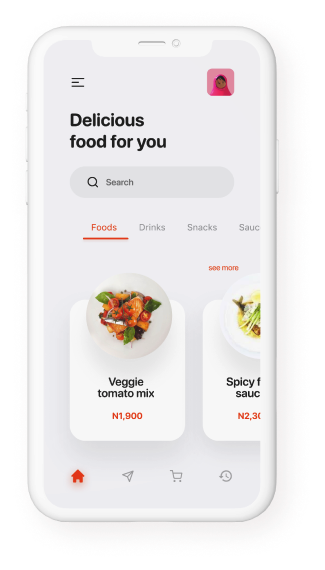 Delicious
food for you
Search
Foods Drinks Snacks Sauc
see more
Veggie
tomato mix
N1,900
Spicy f
sauc
N2,30